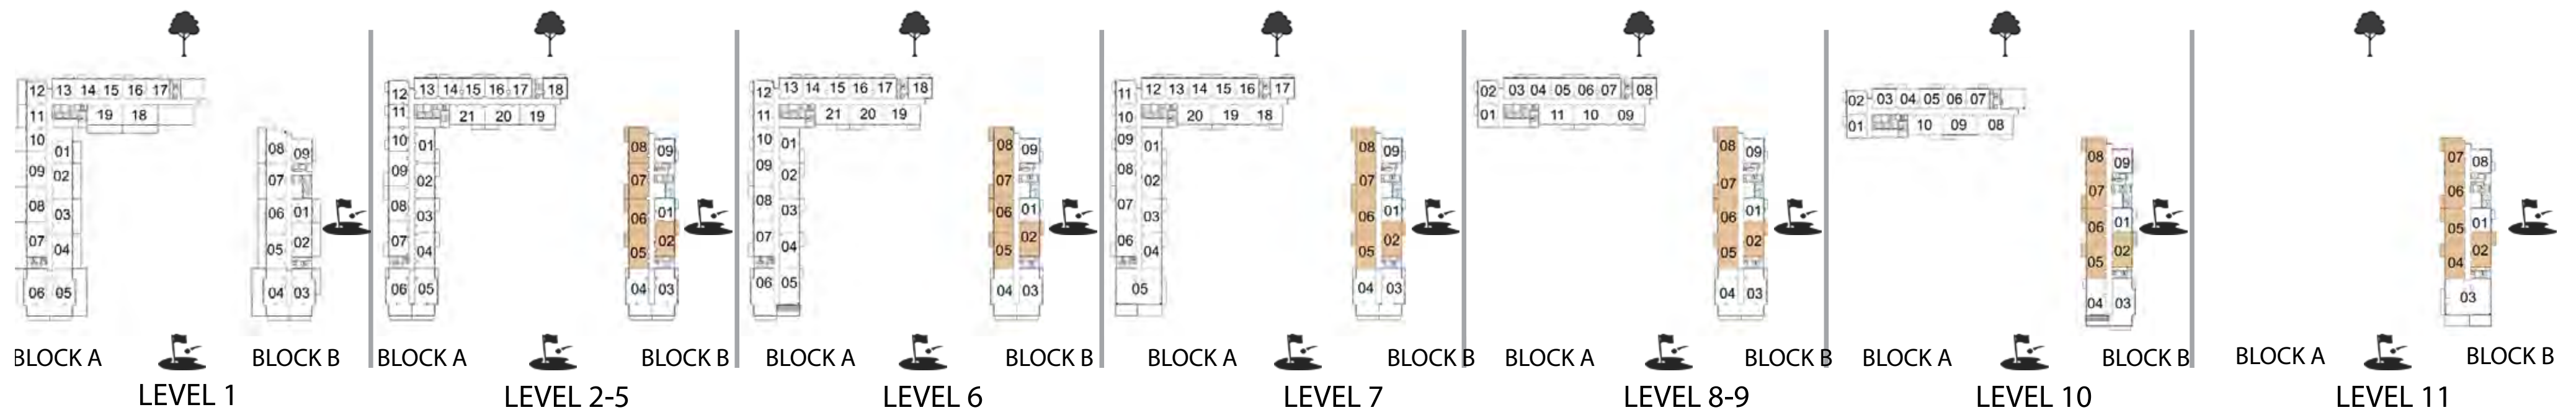 12 13 14 15 16 17
11 19 18
10 01
09 02
08 03
07 04
06 05
08 09
07
06 01
05 02
04 03
BLOCK A BLOCK B
LEVEL 1
12 13 14 15 16 17 18
11 21 20 19
10 01
09 02
08 03
07 04
06 05
08 09
07
06 01
05 02
04 03
BLOCK A BLOCK B
LEVEL 2-5
12 13 14 15 16 17 18
11 21 20 19
10 01
09 02
08 03
07 04
06 05
08 09
07
06 01
05 02
04 03
BLOCK A BLOCK B
LEVEL 6
11 12 13 14 15 16 17
10 20 19 18
09 01
08 02
07 03
06 04
05
08 09
07
06 01
05 02
04 03
BLOCK A BLOCK B
LEVEL 7
02 03 04 05 06 07 08
01 11 10 09
08 09
07
06 01
05 02
04 03
BLOCK A BLOCK B
LEVEL 8-9
02 03 04 05 06 07
01 10 09 08
08 09
07
06 01
05 02
04 03
BLOCK A BLOCK B
LEVEL 10
07 08
06
05 01
04 02
03
BLOCK A BLOCK B
LEVEL 11